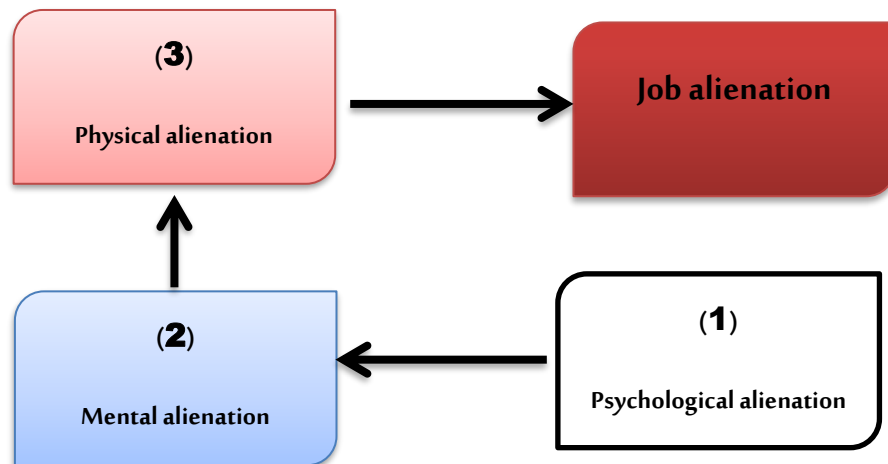 (3)
Physical alienation
Job alienation
(2)
Mental alienation
(1)
Psychological alienation